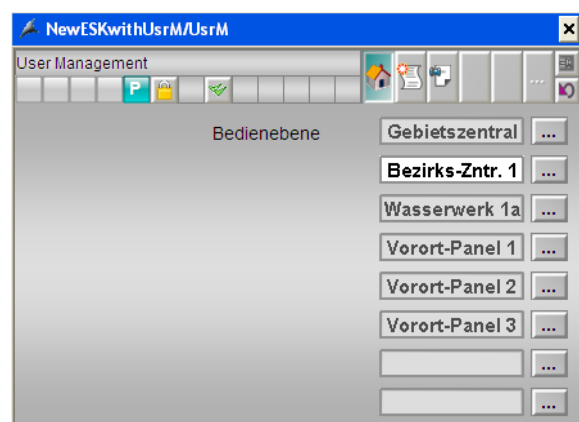 NewESKwithUsrM/UsrM
User Management
P
...
Bedienebene
Gebietszentral
...
Bezirks-Zntr. 1
...
Wasserwerk 1a
...
Vorort-Panel 1
...
Vorort-Panel 2
...
Vorort-Panel 3
...
...
...